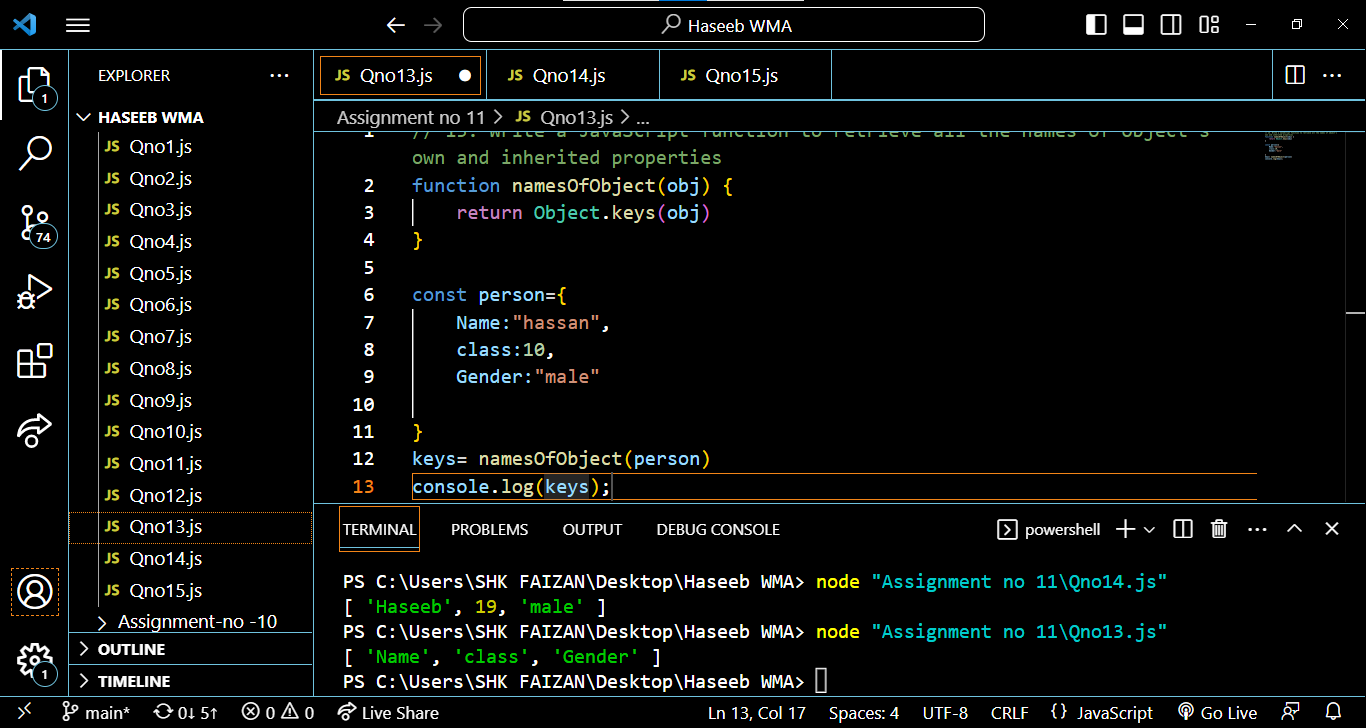 Haseeb WMA
EXPLORER
HASEEB WMA
JS Qno1.js
JS Qno2.js
JS Qno3.js
JS Qno4.js
JS Qno5.js
JS Qno6.js
JS Qno7.js
JS Qno8.js
JS Qno9.js
JS Qno10.js
JS Qno11.js
JS Qno12.js
JS Qno13.js
JS Qno14.js
JS Qno15.js
Assignment-no -10
OUTLINE
TIMELINE
1
74
1
JS Qno13.js JS Qno14.js JS Qno15.js
Assignment no 11 > JS Qno13.js > ...
1 // 13. Write a JavaScript function to retrieve all the names of object's
own and inherited properties
2 function namesOfObject(obj) {
3 return Object.keys(obj)
4 }
5
6 const person={
7 Name:"hassan",
8 class:10,
9 Gender:"male"
10
11 }
12 keys= namesOfObject(person)
13 console.log(keys);
TERMINAL PROBLEMS OUTPUT DEBUG CONSOLE powershell
PS C:\Users\SHK FAIZAN\Desktop\Haseeb WMA> node "Assignment no 11\Qno14.js"
[ 'Haseeb', 19, 'male' ]
PS C:\Users\SHK FAIZAN\Desktop\Haseeb WMA> node "Assignment no 11\Qno13.js"
[ 'Name', 'class', 'Gender' ]
PS C:\Users\SHK FAIZAN\Desktop\Haseeb WMA>
main* 0↓ 5↑ 0 0 Live Share Ln 13, Col 17 Spaces: 4 UTF-8 CRLF {} JavaScript Go Live